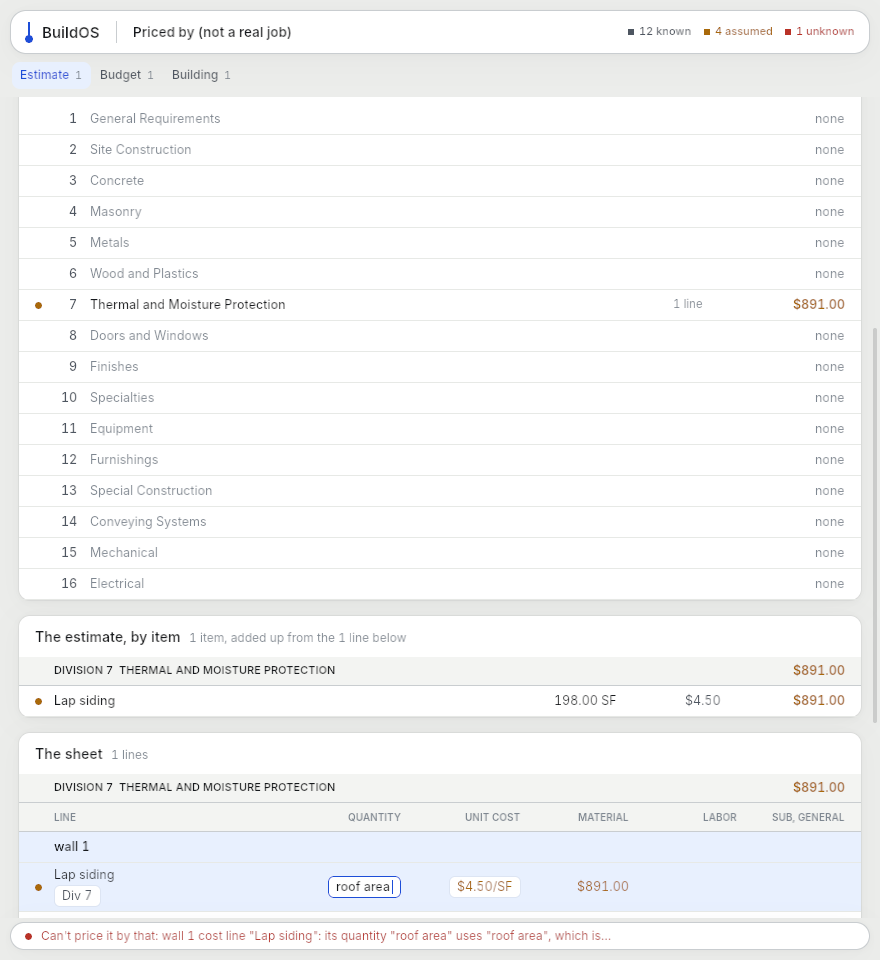 BuildOS Priced by (not a real job) 12 known 4 assumed 1 unknown
Estimate 1 Budget 1 Building 1
1 General Requirements none
2 Site Construction none
3 Concrete none
4 Masonry none
5 Metals none
6 Wood and Plastics none
7 Thermal and Moisture Protection 1 line $891.00
8 Doors and Windows none
9 Finishes none
10 Specialties none
11 Equipment none
12 Furnishings none
13 Special Construction none
14 Conveying Systems none
15 Mechanical none
16 Electrical none
The estimate, by item 1 item, added up from the 1 line below
DIVISION 7 THERMAL AND MOISTURE PROTECTION $891.00
Lap siding 198.00 SF $4.50 $891.00
The sheet 1 lines
DIVISION 7 THERMAL AND MOISTURE PROTECTION $891.00
LINE QUANTITY UNIT COST MATERIAL LABOR SUB, GENERAL
wall 1
Lap siding
Div 7 roof area $4.50/SF $891.00
Can't price it by that: wall 1 cost line "Lap siding": its quantity "roof area" uses "roof area", which is...